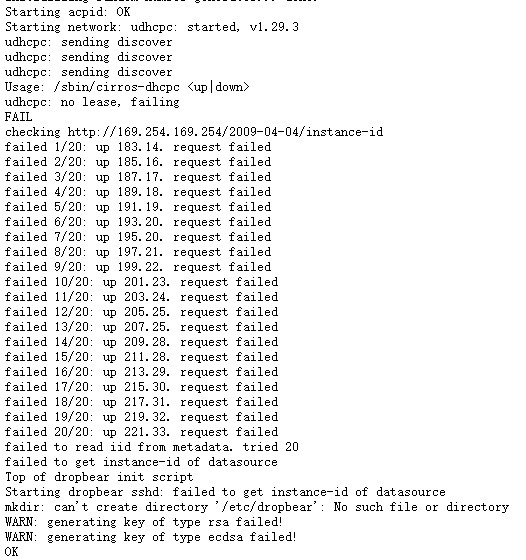 Starting acpid: OK
Starting network: udhcpc: started, v1.29.3
udhcpc: sending discover
udhcpc: sending discover
udhcpc: sending discover
Usage: /sbin/cirros-dhcpc <up|down>
udhcpc: no lease, failing
FAIL
checking http://169.254.169.254/2009-04-04/instance-id
failed 1/20: up 183.14. request failed
failed 2/20: up 185.16. request failed
failed 3/20: up 187.17. request failed
failed 4/20: up 189.18. request failed
failed 5/20: up 191.19. request failed
failed 6/20: up 193.20. request failed
failed 7/20: up 195.20. request failed
failed 8/20: up 197.21. request failed
failed 9/20: up 199.22. request failed
failed 10/20: up 201.23. request failed
failed 11/20: up 203.24. request failed
failed 12/20: up 205.25. request failed
failed 13/20: up 207.25. request failed
failed 14/20: up 209.28. request failed
failed 15/20: up 211.28. request failed
failed 16/20: up 213.29. request failed
failed 17/20: up 215.30. request failed
failed 18/20: up 217.31. request failed
failed 19/20: up 219.32. request failed
failed 20/20: up 221.33. request failed
failed to read iid from metadata. tried 20
failed to get instance-id of datasource
Top of dropbear init script
Starting dropbear sshd: failed to get instance-id of datasource
mkdir: can't create directory '/etc/dropbear': No such file or directory
WARN: generating key of type rsa failed!
WARN: generating key of type ecdsa failed!
OK